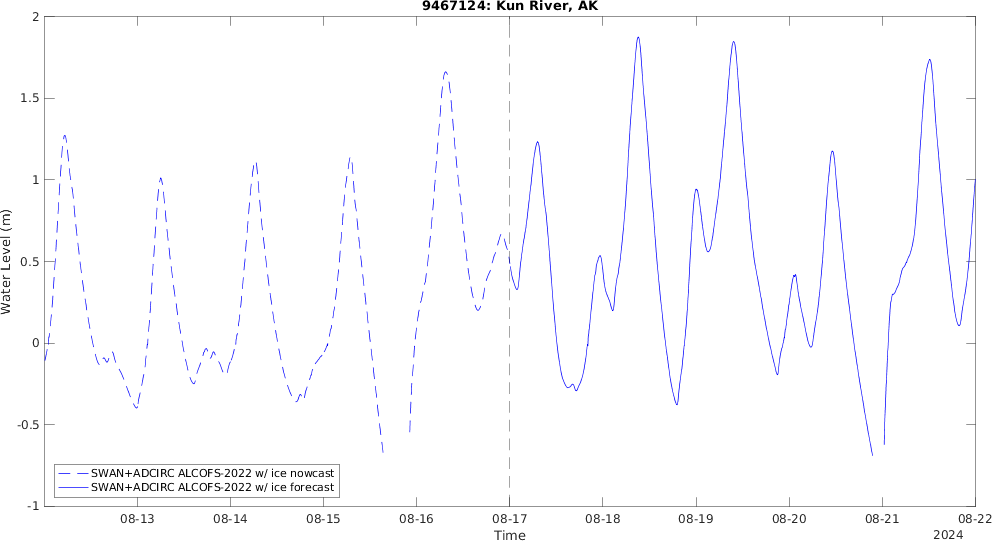 9467124: Kun River, AK
2
1.5
1
0.5
0
-0.5
-1
Water Level (m)
SWAN+ADCIRC ALCOFS-2022 w/ ice nowcast
SWAN+ADCIRC ALCOFS-2022 w/ ice forecast
08-13 08-14 08-15 08-16 08-17 08-18 08-19 08-20 08-21 08-22
Time
2024